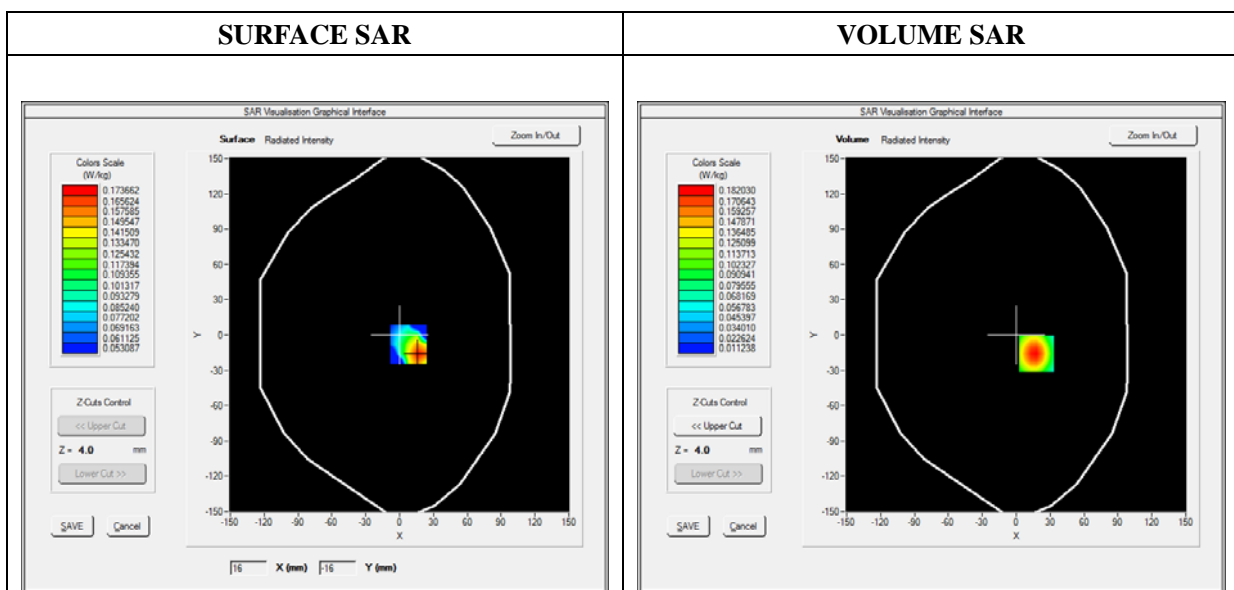 SURFACE SAR
VOLUME SAR
SAR Visualisation Graphical Interface
Surface Radiated Intensity
Zoom In/Out
Colors Scale
(W/kg)
0.173662
0.165624
0.157585
0.149547
0.141509
0.133470
0.125432
0.117394
0.109355
0.101317
0.093279
0.085240
0.077202
0.069163
0.061125
0.053087
150
120
90
60
30
0
-30
-60
-90
-120
-150
Y
-150 -120 -90 -60 -30 0 30 60 90 120 150
X
Z-Cuts Control
<< Upper Cut
Z = 4.0 mm
Lower Cut >>
SAVE Cancel
16 X (mm) -16 Y (mm)
SAR Visualisation Graphical Interface
Volume Radiated Intensity
Zoom In/Out
Colors Scale
(W/kg)
0.182030
0.170643
0.159257
0.147871
0.136485
0.125099
0.113713
0.102327
0.090941
0.079555
0.068169
0.056783
0.045397
0.034010
0.022624
0.011238
150
120
90
60
30
0
-30
-60
-90
-120
-150
Y
-150 -120 -90 -60 -30 0 30 60 90 120 150
X
Z-Cuts Control
<< Upper Cut
Z = 4.0 mm
Lower Cut >>
SAVE Cancel